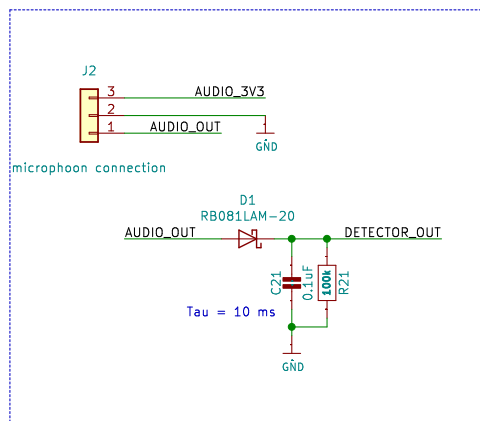 J2
3 AUDIO_3V3
2
1 AUDIO_OUT
1
GND
microphoon connection
D1
RB081LAM-20
AUDIO_OUT
DETECTOR_OUT
C21
0.1uF
100k
R21
Tau = 10 ms
GND